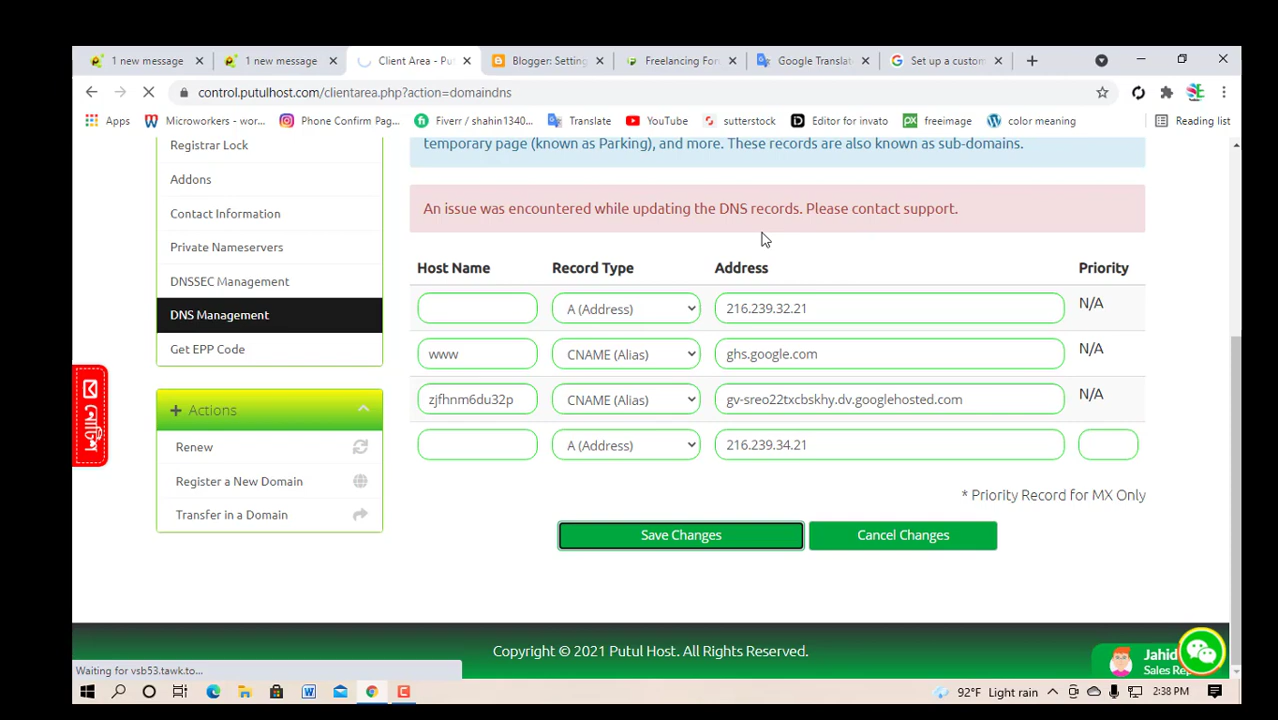 1 new message
1 new message
Client Area - Pu
Blogger: Setting
Freelancing For
Google Translat
Set up a custom
control.putulhost.com/clientarea.php?action=domaindns
Apps
Microworkers - wor...
Phone Confirm Pag...
Fiverr / shahin1340...
Translate
YouTube
sutterstock
Editor for invato
freeimage
color meaning
Reading list
Registrar Lock
Addons
Contact Information
Private Nameservers
DNSSEC Management
DNS Management
Get EPP Code
Actions
Renew
Register a New Domain
Transfer in a Domain
নোটিশ
temporary page (known as Parking), and more. These records are also known as sub-domains.
An issue was encountered while updating the DNS records. Please contact support.
Host Name Record Type Address Priority
A (Address) 216.239.32.21 N/A
www CNAME (Alias) ghs.google.com N/A
zjfhnm6du32p CNAME (Alias) gv-sreo22txcbskhy.dv.googlehosted.com N/A
A (Address) 216.239.34.21
* Priority Record for MX Only
Save Changes Cancel Changes
Copyright © 2021 Putul Host. All Rights Reserved.
Jahid
Sales Re
Waiting for vsb53.tawk.to...
92°F Light rain
2:38 PM